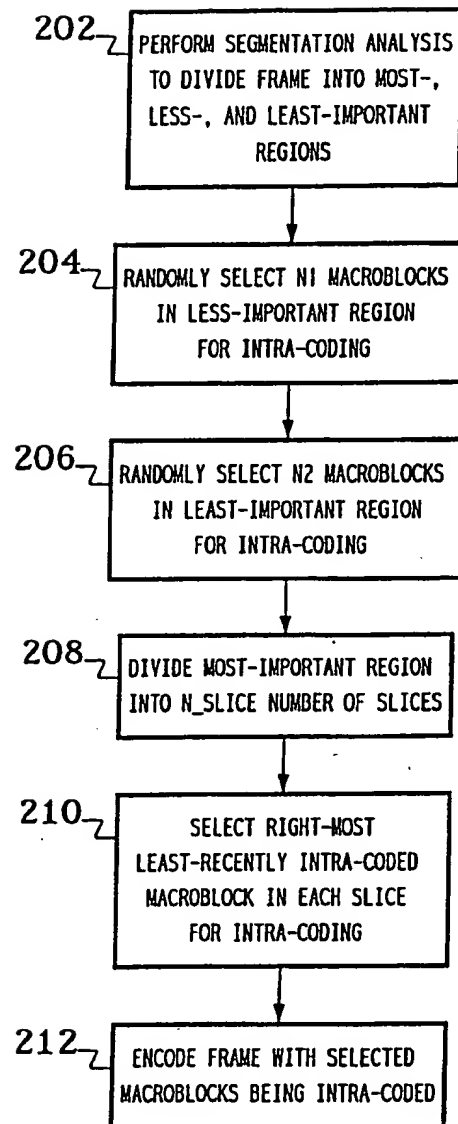 202
PERFORM SEGMENTATION ANALYSIS
TO DIVIDE FRAME INTO MOST-,
LESS-, AND LEAST-IMPORTANT
REGIONS
204
RANDOMLY SELECT N1 MACROBLOCKS
IN LESS-IMPORTANT REGION
FOR INTRA-CODING
206
RANDOMLY SELECT N2 MACROBLOCKS
IN LEAST-IMPORTANT REGION
FOR INTRA-CODING
208
DIVIDE MOST-IMPORTANT REGION
INTO N_SLICE NUMBER OF SLICES
210
SELECT RIGHT-MOST
LEAST-RECENTLY INTRA-CODED
MACROBLOCK IN EACH SLICE
FOR INTRA-CODING
212
ENCODE FRAME WITH SELECTED
MACROBLOCKS BEING INTRA-CODED